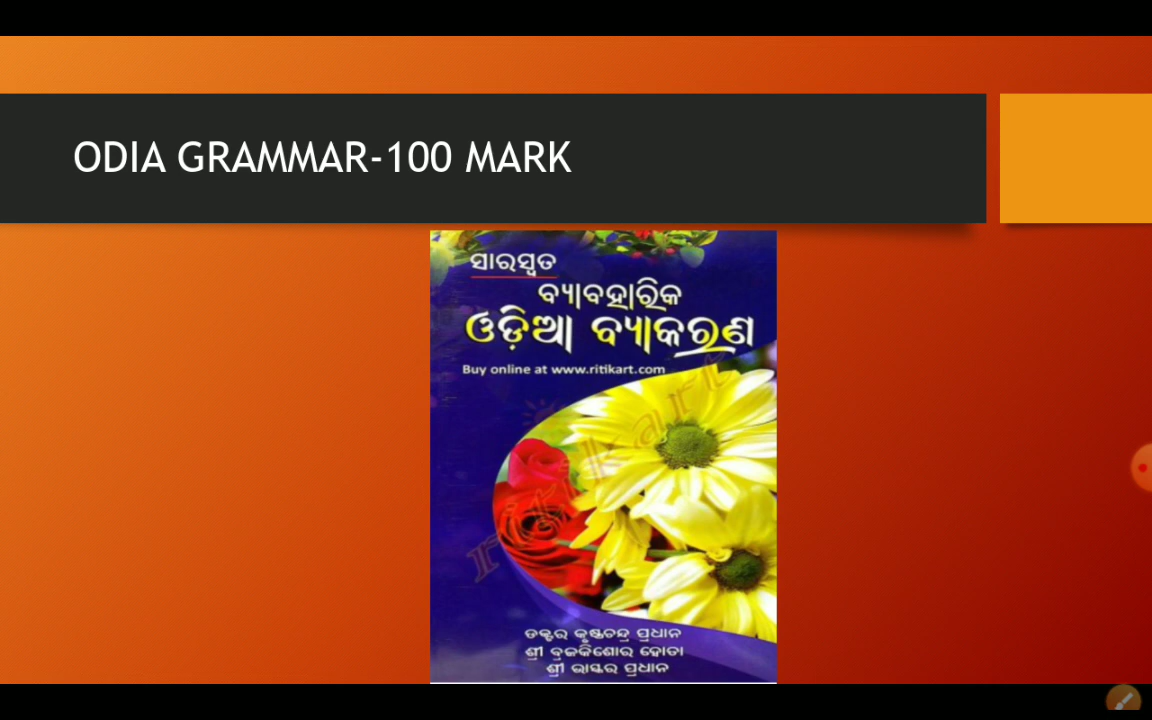 ODIA GRAMMAR-100 MARK
ସାରସ୍ୱତ
ବ୍ୟାବହାରିକ
ଓଡ଼ିଆ ବ୍ୟାକରଣ
Buy online at www.ritikart.com
ritikart
ଡକ୍ଟର କୃଷ୍ଣଚନ୍ଦ୍ର ପ୍ରଧାନ
ଶ୍ରୀ ବ୍ରଜକିଶୋର ହୋତା
ଶ୍ରୀ ଭାସ୍କର ପ୍ରଧାନ